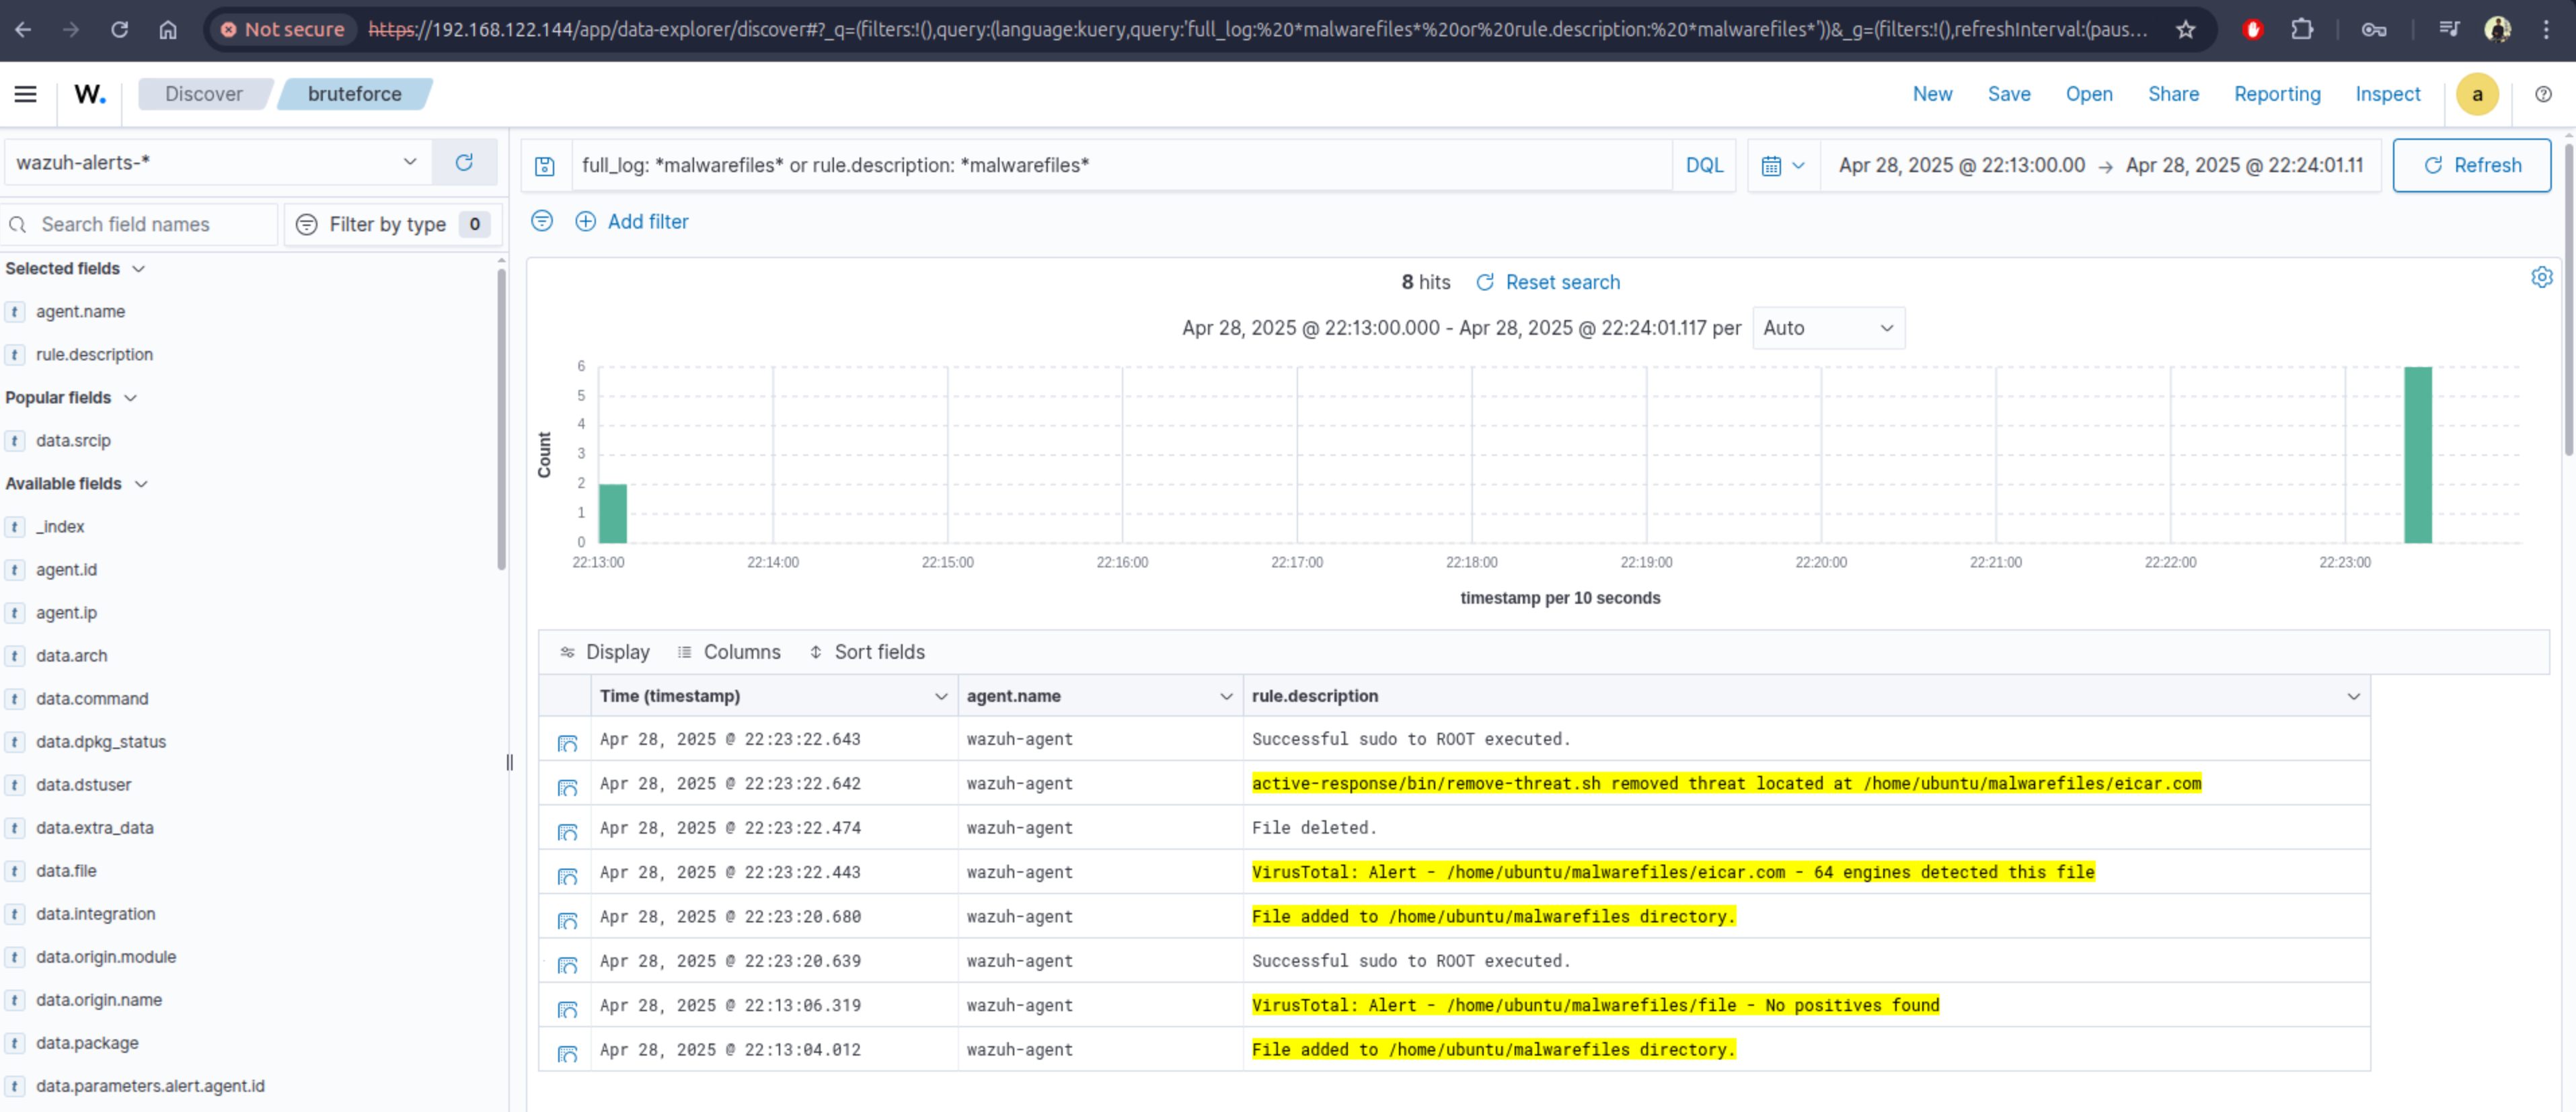 Not secure https://192.168.122.144/app/data-explorer/discover#?_q=(filters:!(),query:(language:kuery,query:'full_log:%20*malwarefiles*%20or%20rule.description:%20*malwarefiles*'))&_g=(filters:!(),refreshInterval:(paus...
W. Discover bruteforce New Save Open Share Reporting Inspect a
wazuh-alerts-*
full_log: *malwarefiles* or rule.description: *malwarefiles* DQL Apr 28, 2025 @ 22:13:00.00 → Apr 28, 2025 @ 22:24:01.11 Refresh
Search field names Filter by type 0
Add filter
Selected fields
agent.name
rule.description
Popular fields
data.srcip
Available fields
_index
agent.id
agent.ip
data.arch
data.command
data.dpkg_status
data.dstuser
data.extra_data
data.file
data.integration
data.origin.module
data.origin.name
data.package
data.parameters.alert.agent.id
8 hits Reset search
Apr 28, 2025 @ 22:13:00.000 - Apr 28, 2025 @ 22:24:01.117 per Auto
Count
6
5
4
3
2
1
0
22:13:00 22:14:00 22:15:00 22:16:00 22:17:00 22:18:00 22:19:00 22:20:00 22:21:00 22:22:00 22:23:00
timestamp per 10 seconds
Display Columns Sort fields
Time (timestamp) agent.name rule.description
Apr 28, 2025 @ 22:23:22.643 wazuh-agent Successful sudo to ROOT executed.
Apr 28, 2025 @ 22:23:22.642 wazuh-agent active-response/bin/remove-threat.sh removed threat located at /home/ubuntu/malwarefiles/eicar.com
Apr 28, 2025 @ 22:23:22.474 wazuh-agent File deleted.
Apr 28, 2025 @ 22:23:22.443 wazuh-agent VirusTotal: Alert - /home/ubuntu/malwarefiles/eicar.com - 64 engines detected this file
Apr 28, 2025 @ 22:23:20.680 wazuh-agent File added to /home/ubuntu/malwarefiles directory.
Apr 28, 2025 @ 22:23:20.639 wazuh-agent Successful sudo to ROOT executed.
Apr 28, 2025 @ 22:13:06.319 wazuh-agent VirusTotal: Alert - /home/ubuntu/malwarefiles/file - No positives found
Apr 28, 2025 @ 22:13:04.012 wazuh-agent File added to /home/ubuntu/malwarefiles directory.